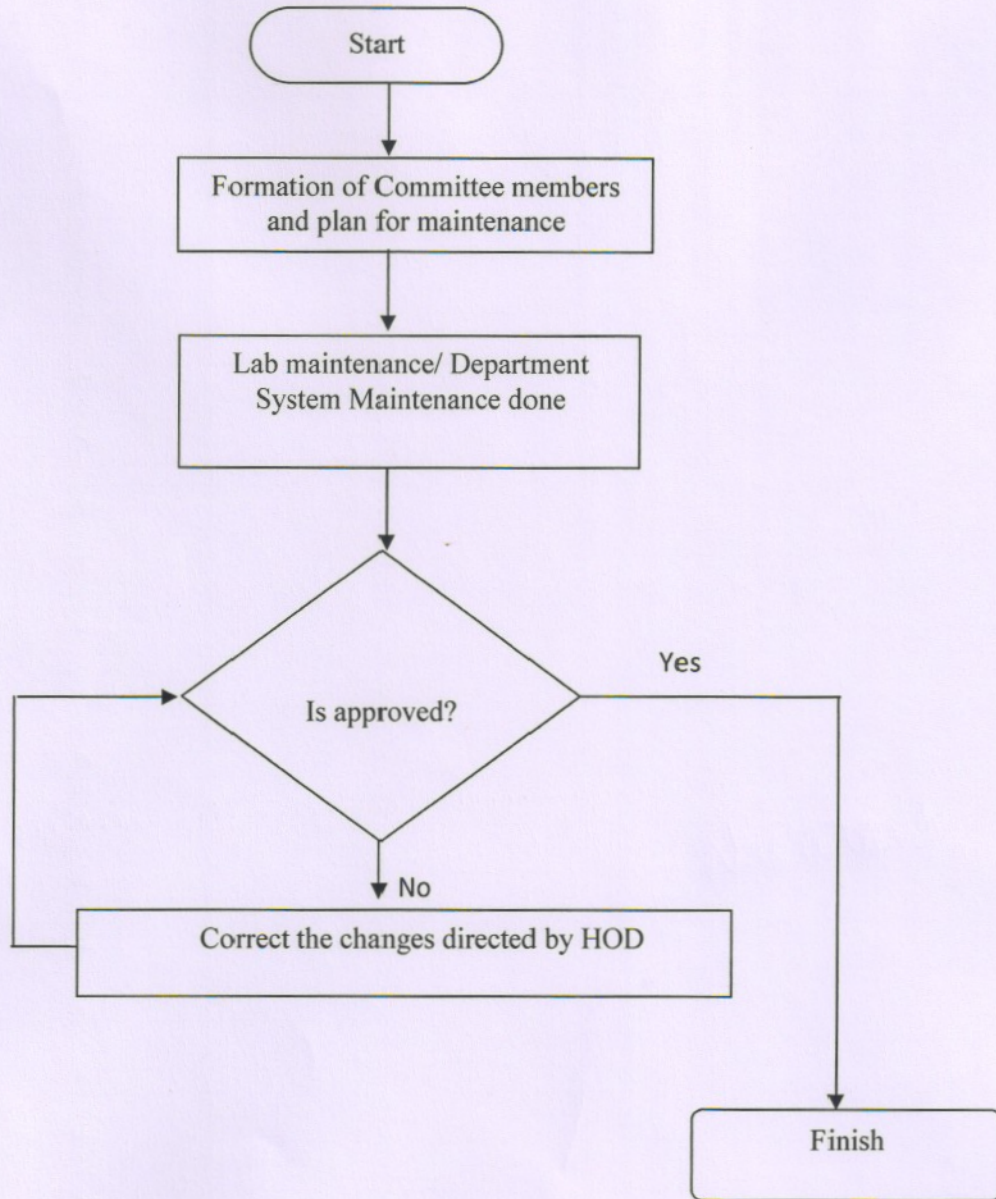 Start
Formation of Committee members
and plan for maintenance
Lab maintenance/ Department
System Maintenance done
Is approved?
Yes
No
Correct the changes directed by HOD
Finish